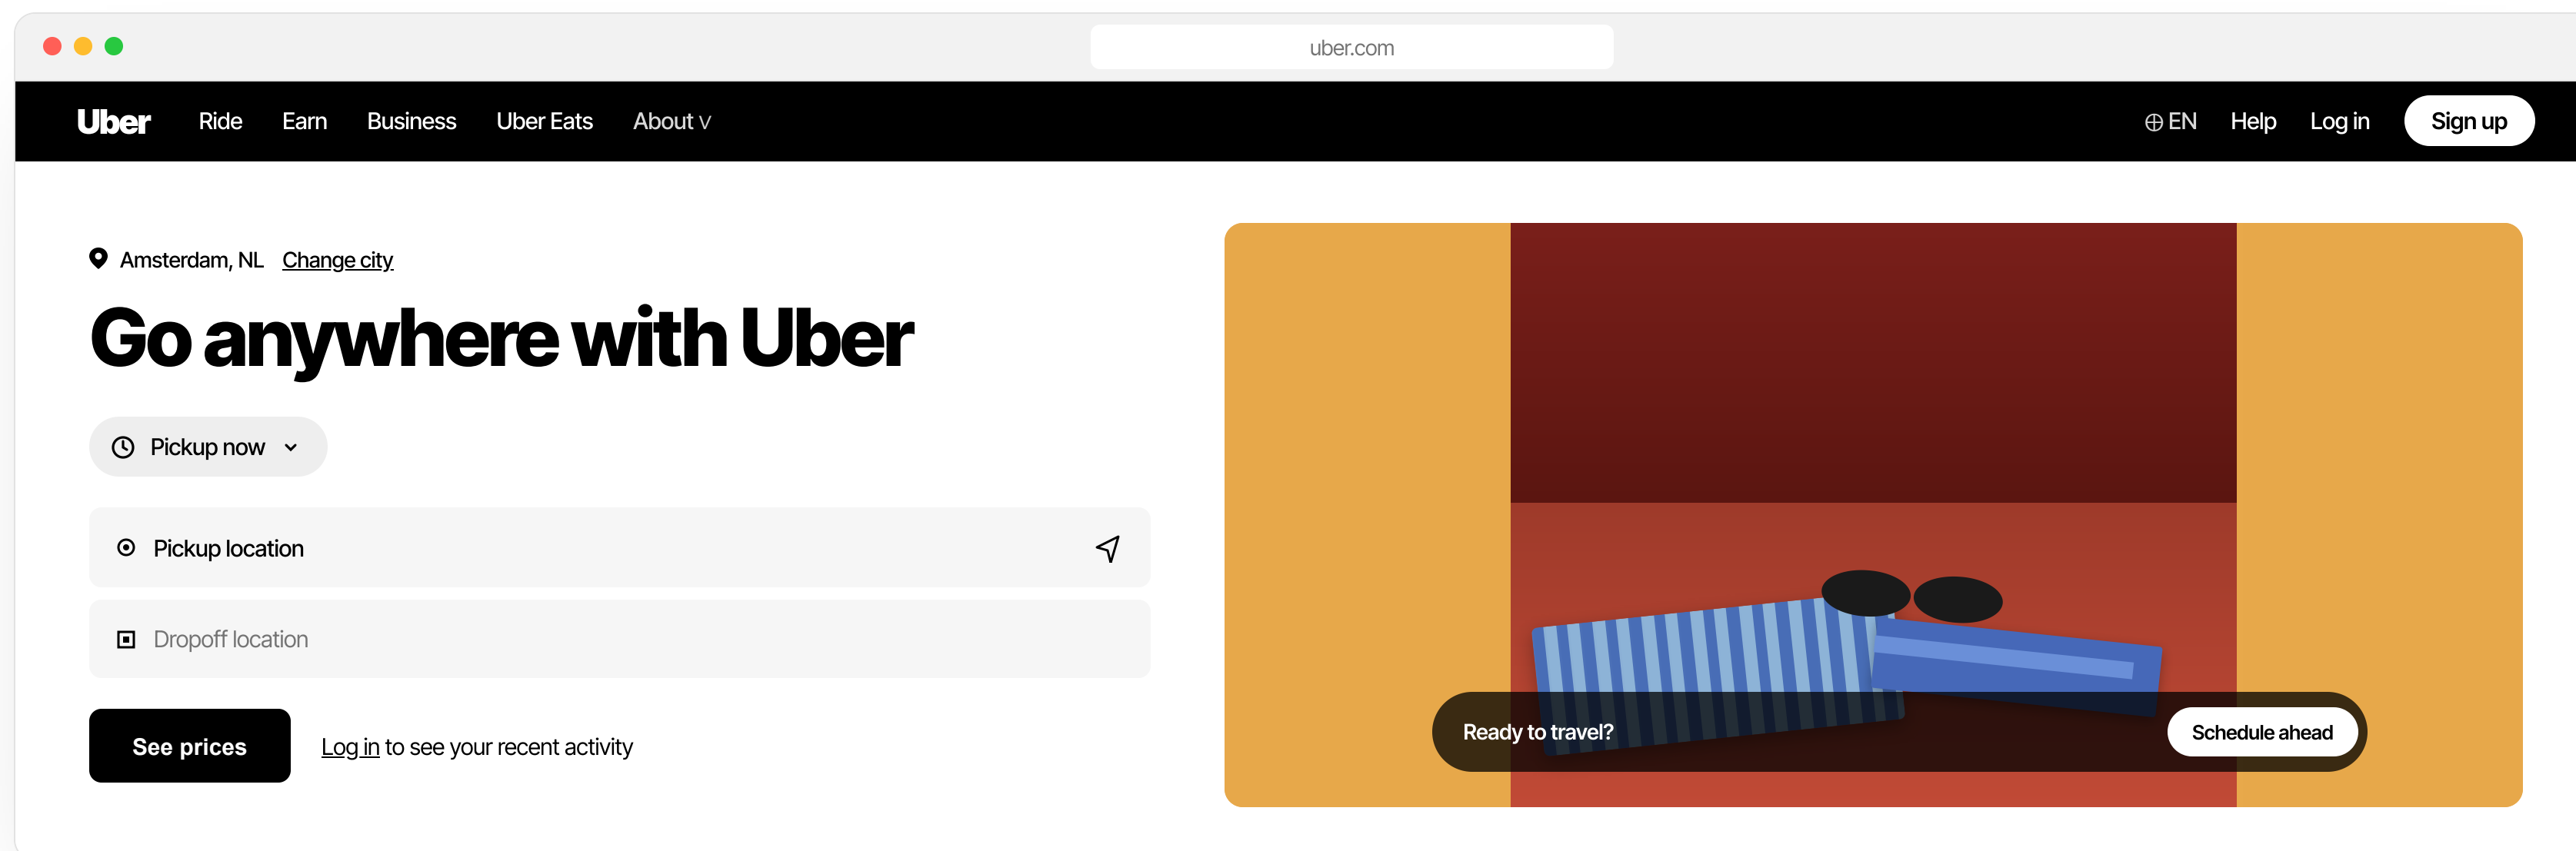 uber.com
Uber Ride Earn Business Uber Eats About EN Help Log in Sign up
Amsterdam, NL Change city
Go anywhere with Uber
Pickup now
Pickup location
Dropoff location
See prices Log in to see your recent activity
Ready to travel? Schedule ahead